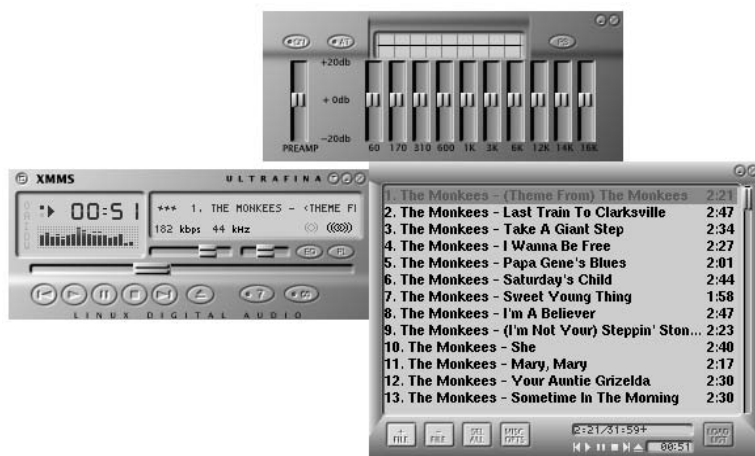 ON AT PS
+20db
+ 0db
-20db
PREAMP 60 170 310 600 1K 3K 6K 12K 14K 16K
XMMS ULTRAFINA
00:51
*** 1. THE MONKEES - <THEME F
182 kbps 44 kHz
EQ PL
LINUX DIGITAL AUDIO
1. The Monkees - (Theme From) The Monkees 2:21
2. The Monkees - Last Train To Clarksville 2:47
3. The Monkees - Take A Giant Step 2:34
4. The Monkees - I Wanna Be Free 2:27
5. The Monkees - Papa Gene's Blues 2:01
6. The Monkees - Saturday's Child 2:44
7. The Monkees - Sweet Young Thing 1:58
8. The Monkees - I'm A Believer 2:47
9. The Monkees - (I'm Not Your) Steppin' Ston... 2:23
10. The Monkees - She 2:40
11. The Monkees - Mary, Mary 2:17
12. The Monkees - Your Auntie Grizelda 2:30
13. The Monkees - Sometime In The Morning 2:30
+ FILE
- FILE
SEL ALL
MISC OPTS
2:21/31:59+
00:51
LOAD LIST